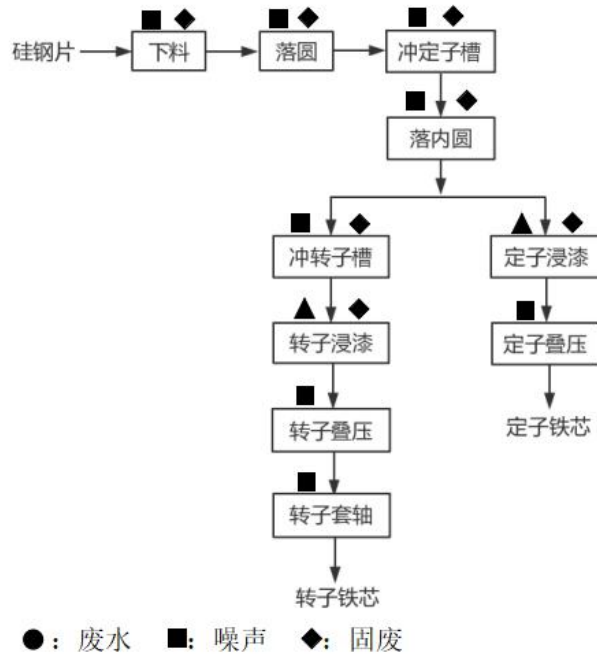 硅钢片
下料
落圆
冲定子槽
落内圆
冲转子槽
定子浸漆
转子浸漆
定子叠压
转子叠压
定子铁芯
转子套轴
转子铁芯
●：废水 ■：噪声 ◆：固废